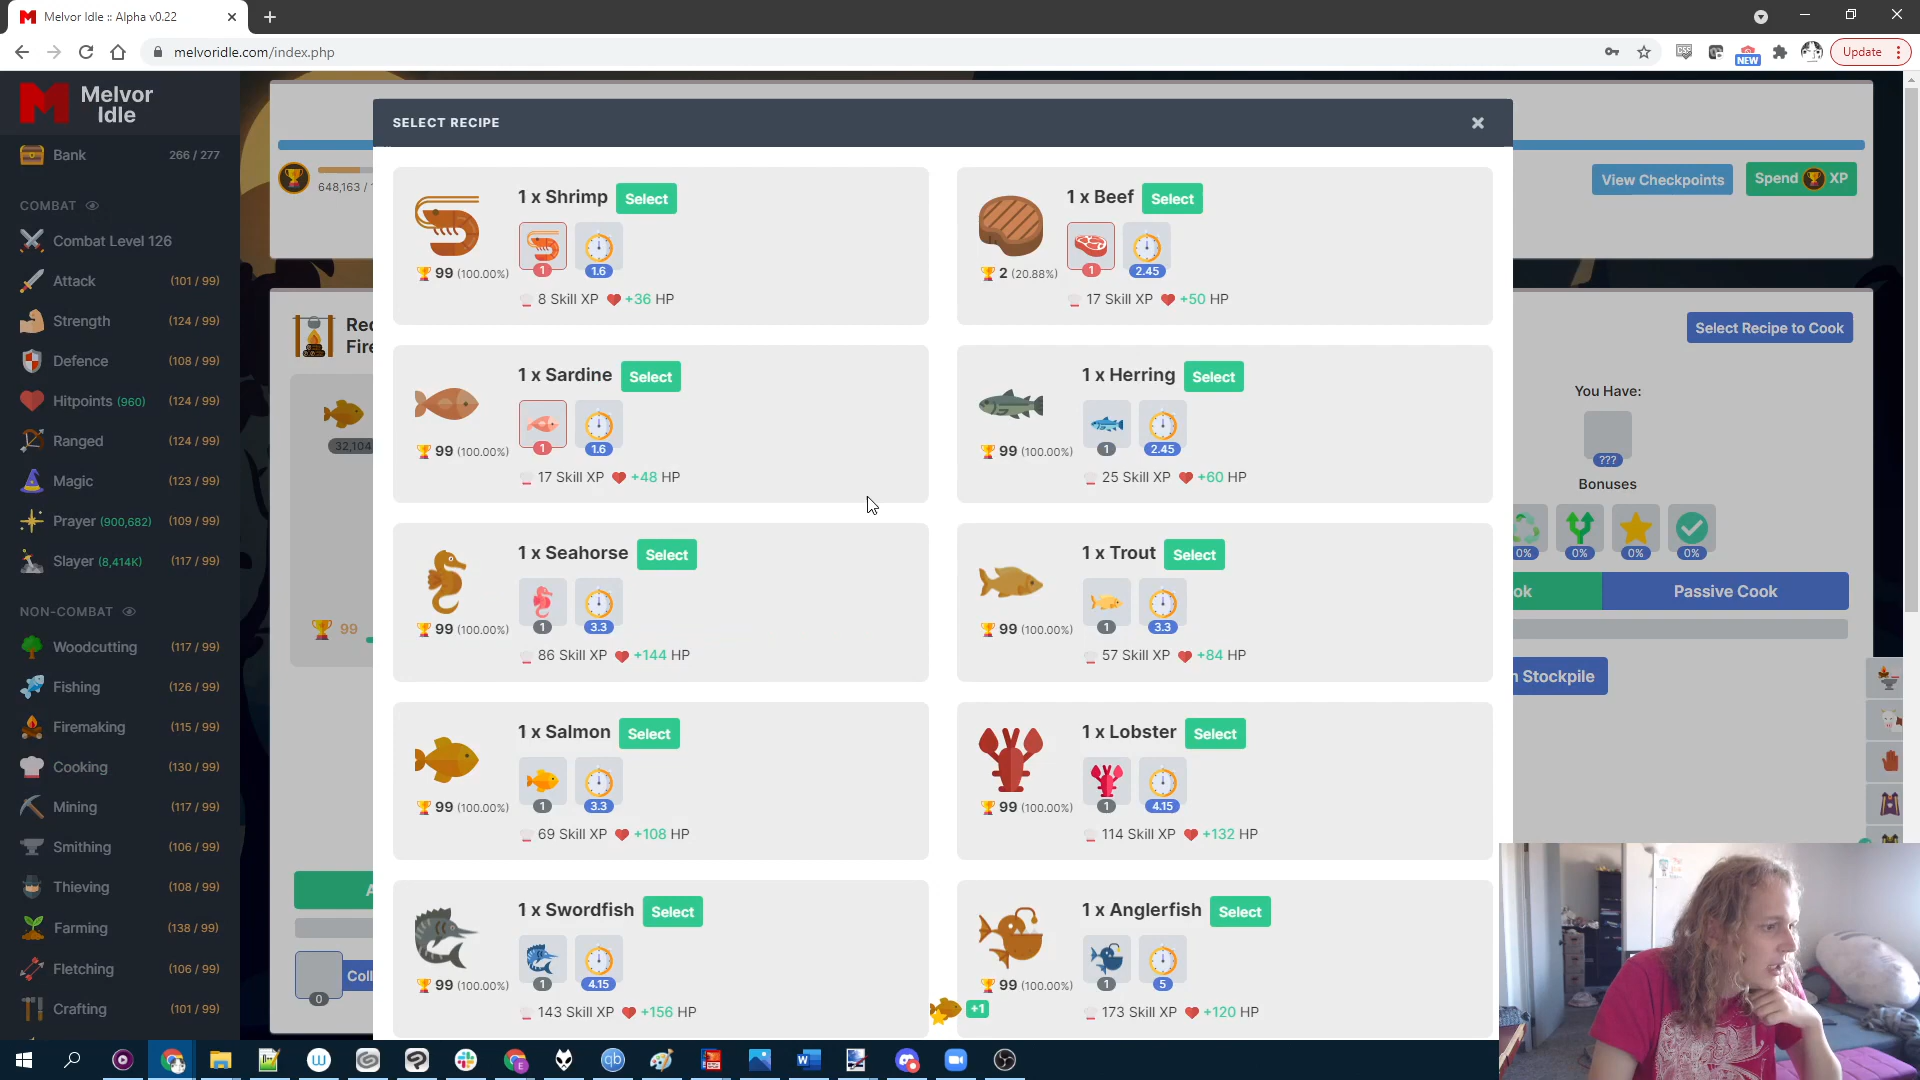 Melvor Idle :: Alpha v0.22
melvoridle.com/index.php
NEW
Update
Melvor
Idle
Bank 266 / 277
COMBAT
Combat Level 126
Attack (101 / 99)
Strength (124 / 99)
Defence (108 / 99)
Hitpoints (960) (124 / 99)
Ranged (124 / 99)
Magic (123 / 99)
Prayer (900,682) (109 / 99)
Slayer (8,414K) (117 / 99)
NON-COMBAT
Woodcutting (117 / 99)
Fishing (126 / 99)
Firemaking (115 / 99)
Cooking (130 / 99)
Mining (117 / 99)
Smithing (106 / 99)
Thieving (108 / 99)
Farming (138 / 99)
Fletching (106 / 99)
Crafting (101 / 99)
648,163 /
32,104
99
Coll
0
SELECT RECIPE
1 x Shrimp Select
1 1.6
99 (100.00%)
8 Skill XP +36 HP
1 x Beef Select
1 2.45
2 (20.88%)
17 Skill XP +50 HP
1 x Sardine Select
1 1.6
99 (100.00%)
17 Skill XP +48 HP
1 x Herring Select
1 2.45
99 (100.00%)
25 Skill XP +60 HP
1 x Seahorse Select
1 3.3
99 (100.00%)
86 Skill XP +144 HP
1 x Trout Select
1 3.3
99 (100.00%)
57 Skill XP +84 HP
1 x Salmon Select
1 3.3
99 (100.00%)
69 Skill XP +108 HP
1 x Lobster Select
1 4.15
99 (100.00%)
114 Skill XP +132 HP
1 x Swordfish Select
1 4.15
99 (100.00%)
143 Skill XP +156 HP
1 x Anglerfish Select
1 5
99 (100.00%)
173 Skill XP +120 HP
+1
View Checkpoints
Spend XP
Select Recipe to Cook
You Have:
???
Bonuses
0% 0% 0% 0%
ok
Passive Cook
Stockpile